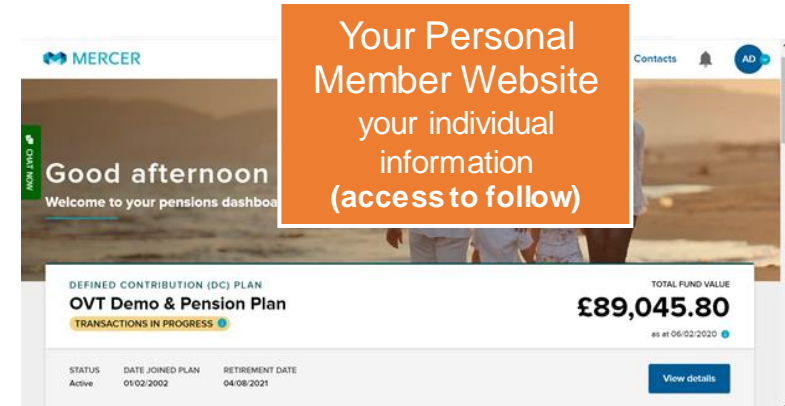 MERCER
Your Personal
Member Website
your individual
information
(access to follow)
Contacts
AD
CHAT NOW
Good afternoon
Welcome to your pensions dashboa
DEFINED CONTRIBUTION (DC) PLAN
OVT Demo & Pension Plan
TRANSACTIONS IN PROGRESS
TOTAL FUND VALUE
£89,045.80
as at 06/02/2020
STATUS DATE JOINED PLAN RETIREMENT DATE
Active 01/02/2002 04/08/2021
View details